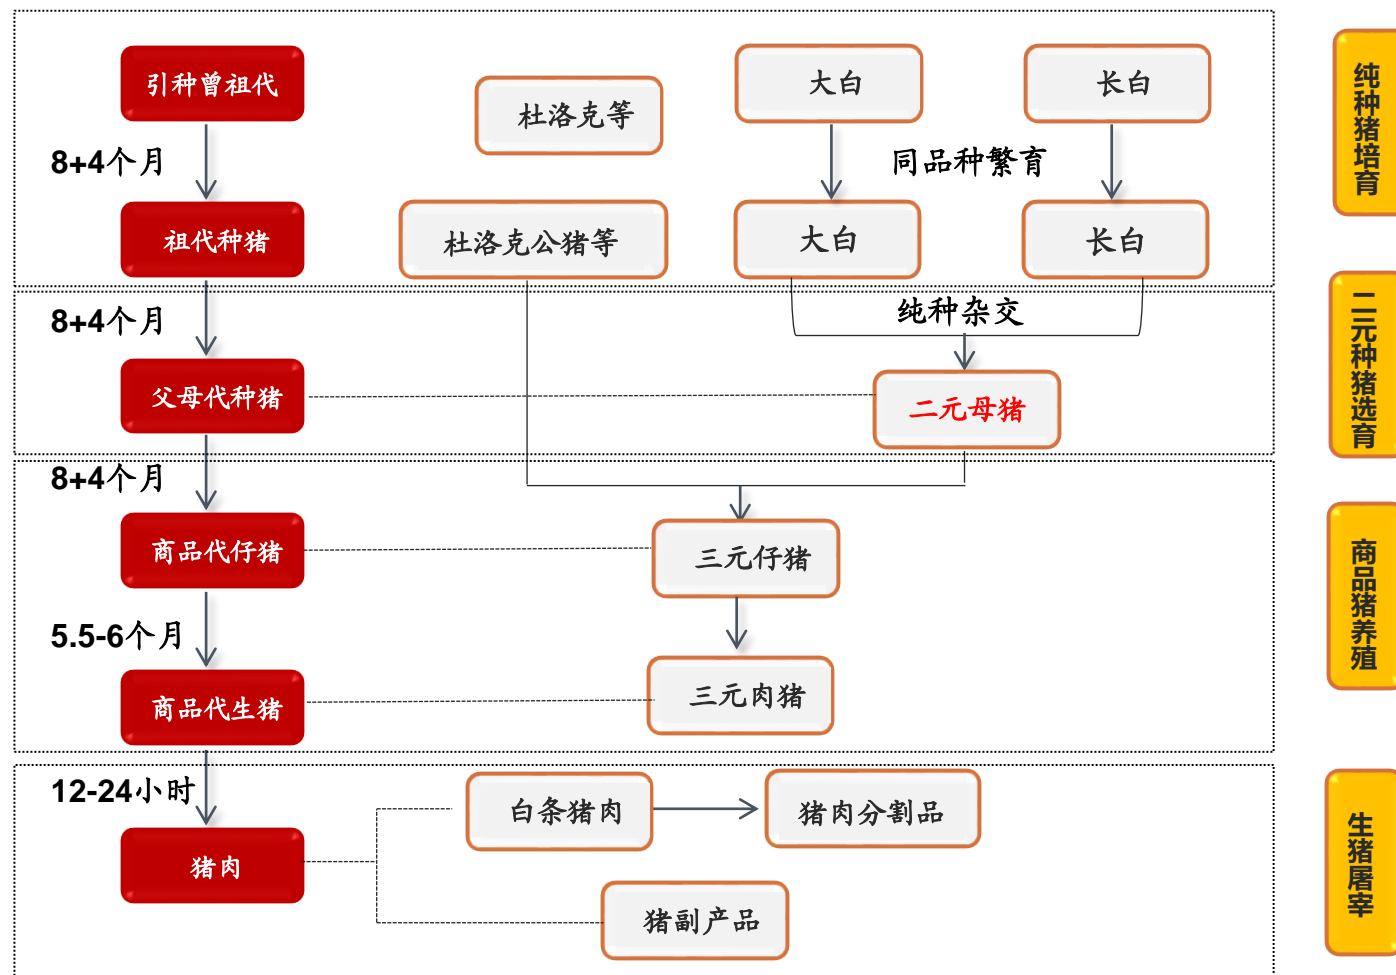 引种曾祖代
杜洛克等
大白
长白
纯种猪培育
8+4个月
同品种繁育
祖代种猪
杜洛克公猪等
大白
长白
8+4个月
纯种杂交
二元种猪选育
父母代种猪
二元母猪
8+4个月
商品代仔猪
三元仔猪
商品猪养殖
5.5-6个月
商品代生猪
三元肉猪
12-24小时
白条猪肉
猪肉分割品
生猪屠宰
猪肉
猪副产品